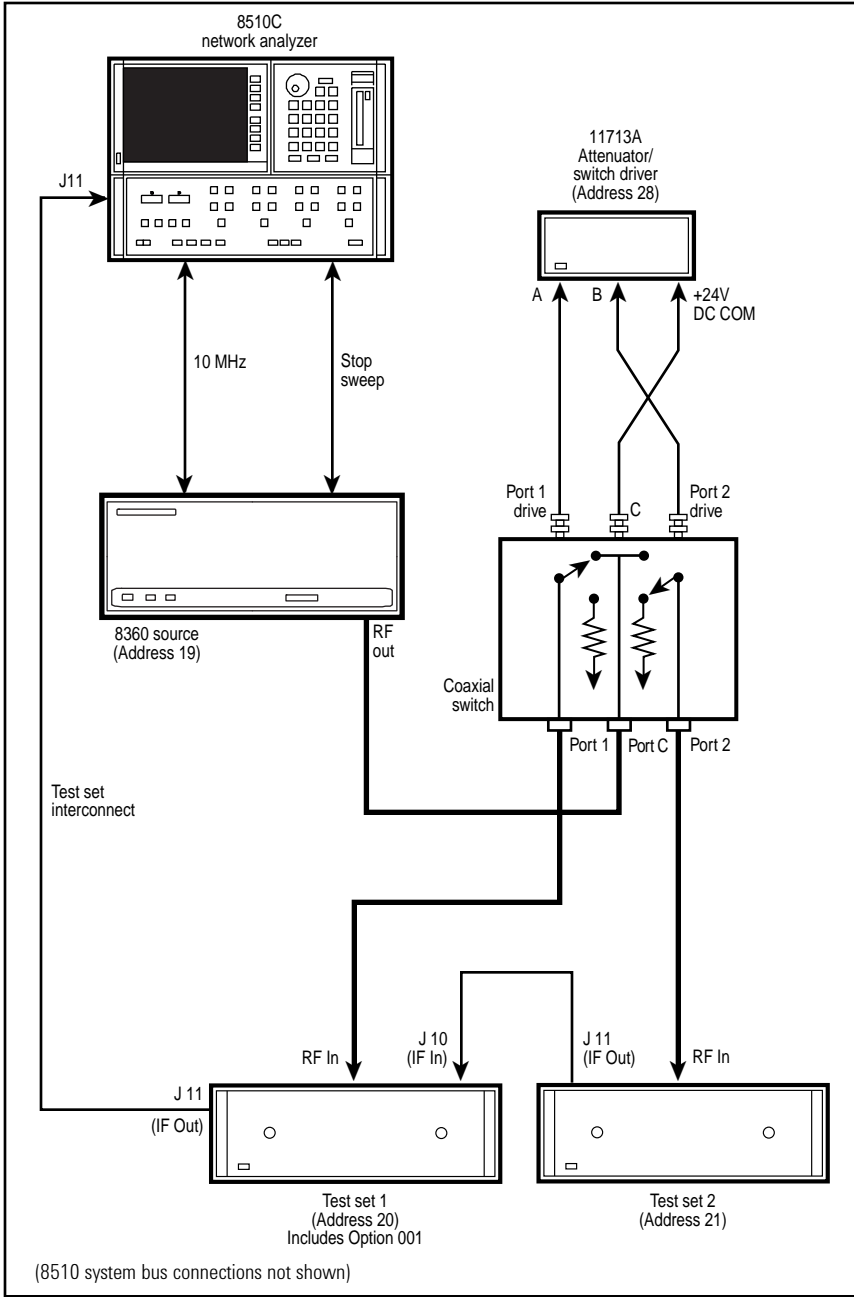 8510C
network analyzer
J11
11713A
Attenuator/
switch driver
(Address 28)
A
B
+24V
DC COM
10 MHz
Stop
sweep
Port 1
drive
C
Port 2
drive
8360 source
(Address 19)
RF
out
Coaxial
switch
Port 1
Port C
Port 2
Test set
interconnect
RF In
J 10
(IF In)
J 11
(IF Out)
RF In
J 11
(IF Out)
Test set 1
(Address 20)
Includes Option 001
Test set 2
(Address 21)
(8510 system bus connections not shown)